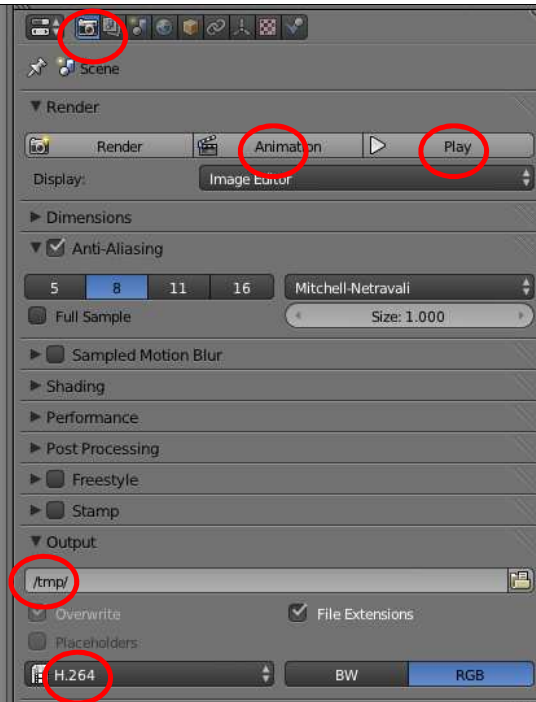 Scene
Render
Render Animation Play
Display: Image Editor
Dimensions
Anti-Aliasing
5 8 11 16 Mitchell-Netravali
Full Sample Size: 1.000
Sampled Motion Blur
Shading
Performance
Post Processing
Freestyle
Stamp
Output
/tmp/
Overwrite File Extensions
Placeholders
H.264 BW RGB